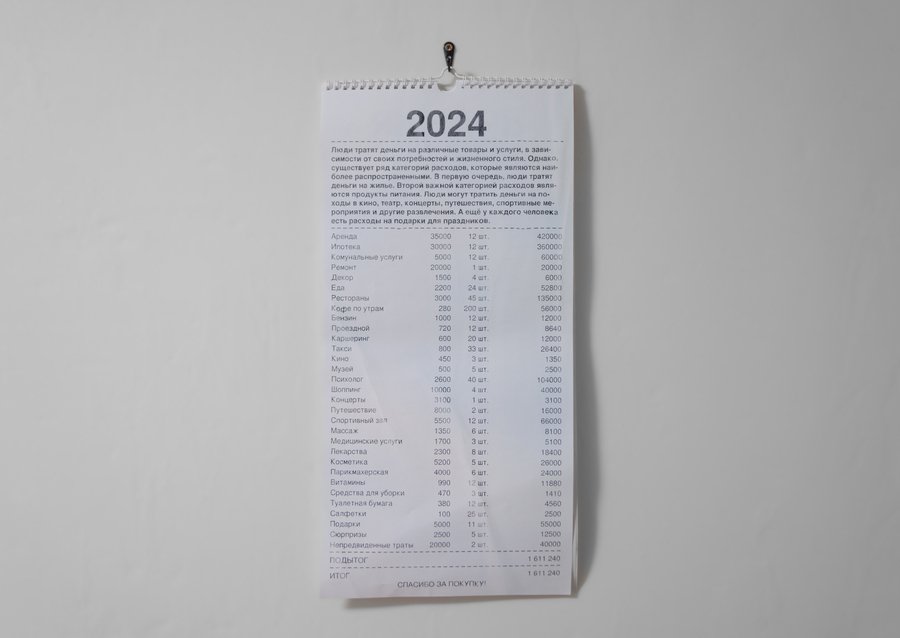 2024
Люди тратят деньги на различные товары и услуги, в зави-
симости от своих потребностей и жизненного стиля. Однако,
существует ряд категорий расходов, которые являются наи-
более распространенными. В первую очередь, люди тратят
деньги на жилье. Второй важной категорией расходов явля-
ются продукты питания. Люди могут тратить деньги на по-
ходы в кино, театр, концерты, путешествия, спортивные ме-
роприятия и другие развлечения. А ещё у каждого человека
есть расходы на подарки для праздников.
Аренда 35000 12 шт. 420000
Ипотека 30000 12 шт. 360000
Комунальные услуги 5000 12 шт. 60000
Ремонт 20000 1 шт. 20000
Декор 1500 4 шт. 6000
Еда 2200 24 шт. 52800
Рестораны 3000 45 шт. 135000
Кофе по утрам 280 200 шт. 56000
Бензин 1000 12 шт. 12000
Проездной 720 12 шт. 8640
Каршеринг 600 20 шт. 12000
Такси 800 33 шт. 26400
Кино 450 3 шт. 1350
Музей 500 5 шт. 2500
Психолог 2600 40 шт. 104000
Шоппинг 10000 4 шт 40000
Концерты 3100 1 шт. 3100
Путешествие 8000 2 шт. 16000
Спортивный зал 5500 12 шт. 66000
Массаж 1350 6 шт. 8100
Медицинские услуги 1700 3 шт. 5100
Лекарства 2300 8 шт. 18400
Косметика 5200 5 шт. 26000
Парикмахерская 4000 6 шт. 24000
Витамины 990 12 шт. 11880
Средства для уборки 470 3 шт. 1410
Туалетная бумага 380 12 шт. 4560
Салфетки 100 25 шт. 2500
Подарки 5000 11 шт. 55000
Сюрпризы 2500 5 шт. 12500
Непредвиденные траты 20000 2 шт. 40000
ПОДЫТОГ 1 611 240
ИТОГ 1 611 240
СПАСИБО ЗА ПОКУПКУ!